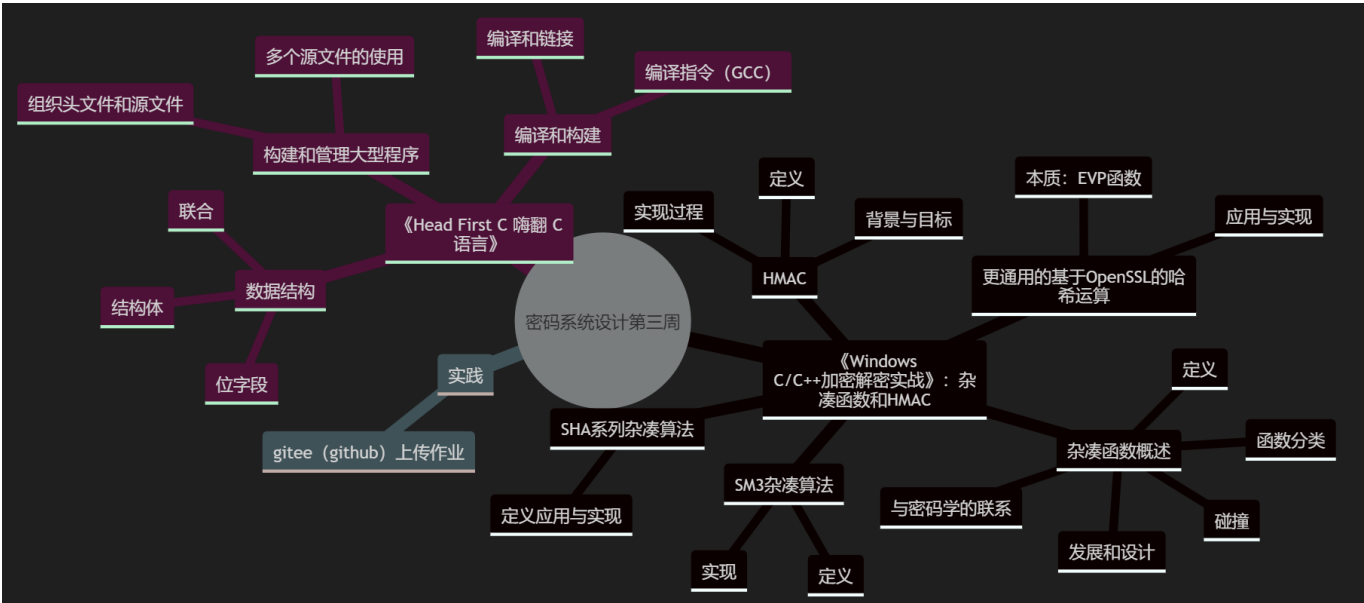 编译和链接
多个源文件的使用
编译指令（GCC）
组织头文件和源文件
编译和构建
构建和管理大型程序
定义
本质：EVP函数
联合
实现过程
背景与目标
应用与实现
《Head First C 嗨翻 C
语言》
HMAC
更通用的基于OpenSSL的哈
希运算
数据结构
结构体
密码系统设计第三周
位字段
实践
《Windows
C/C++加密解密实战》：杂
凑函数和HMAC
定义
SHA系列杂凑算法
函数分类
gitee（github）上传作业
杂凑函数概述
SM3杂凑算法
与密码学的联系
定义应用与实现
碰撞
发展和设计
实现
定义